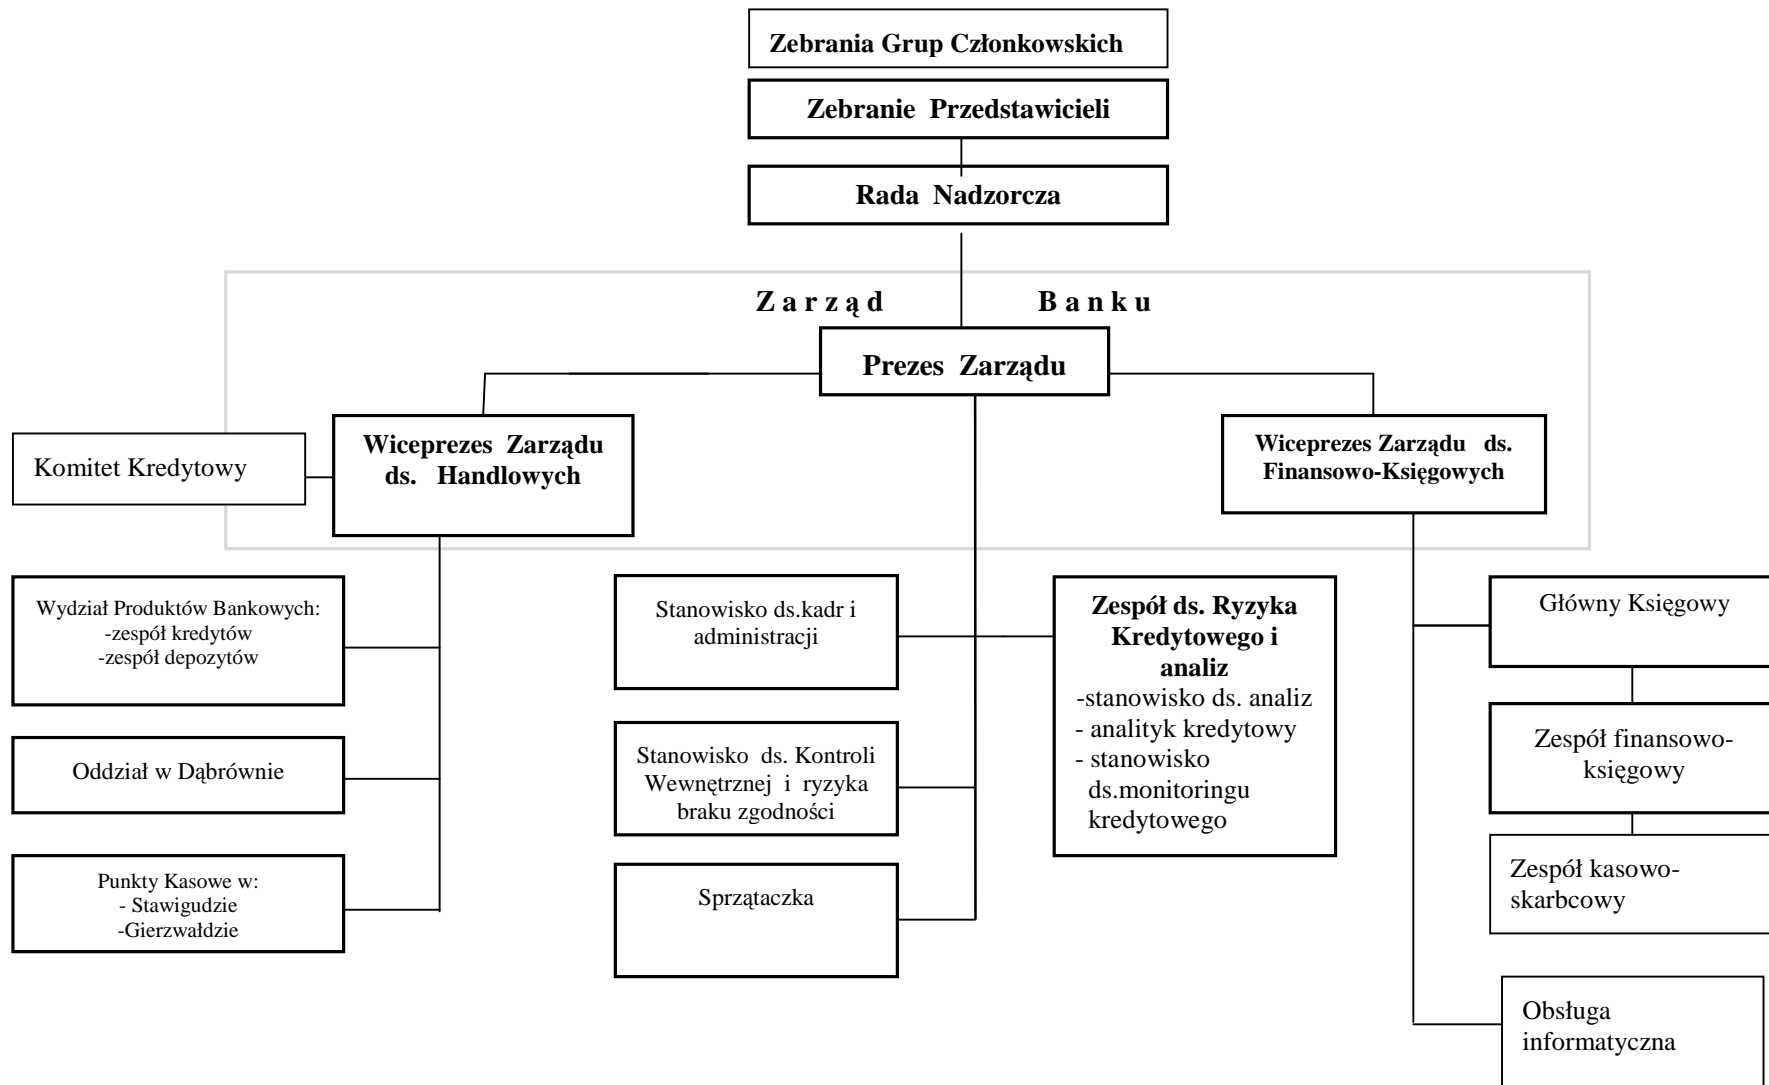 Zebrania Grup Członkowskich
Zebranie Przedstawicieli
Rada Nadzorcza
Zarząd Banku
Prezes Zarządu
Wiceprezes Zarządu
ds. Handlowych
Komitet Kredytowy
Wiceprezes Zarządu ds.
Finansowo-Księgowych
Wydział Produktów Bankowych:
-zespół kredytów
-zespół depozytów
Oddział w Dąbrównie
Punkty Kasowe w:
- Stawigudzie
-Gierzwałdzie
Stanowisko ds.kadr i
administracji
Stanowisko ds. Kontroli
Wewnętrznej i ryzyka
braku zgodności
Sprzątaczka
Zespół ds. Ryzyka
Kredytowego i
analiz
-stanowisko ds. analiz
- analityk kredytowy
- stanowisko
ds.monitoringu
kredytowego
Główny Księgowy
Zespół finansowo-
księgowy
Zespół kasowo-
skarbcowy
Obsługa
informatyczna